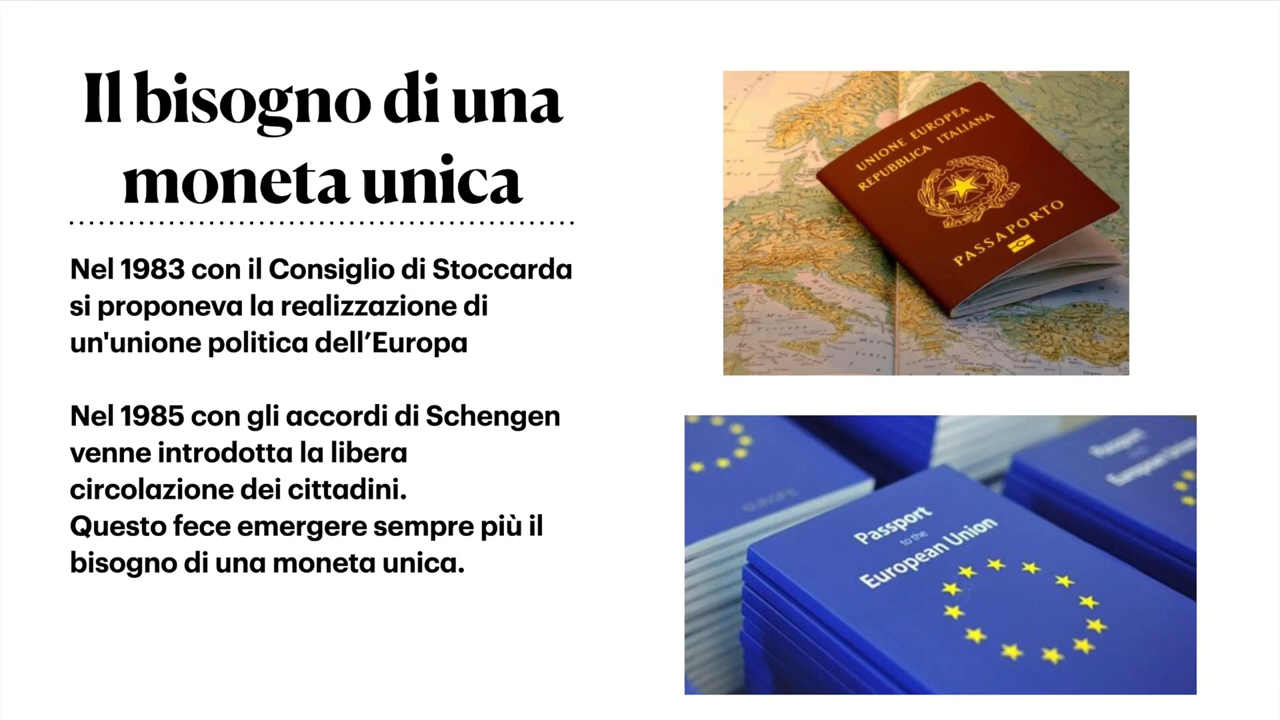 Il bisogno di una
moneta unica
Nel 1983 con il Consiglio di Stoccarda
si proponeva la realizzazione di
un'unione politica dell’Europa
Nel 1985 con gli accordi di Schengen
venne introdotta la libera
circolazione dei cittadini.
Questo fece emergere sempre più il
bisogno di una moneta unica.
UNIONE EUROPEA
REPUBBLICA ITALIANA
PASSAPORTO
Passport
to the
European Union
Passport
European Union